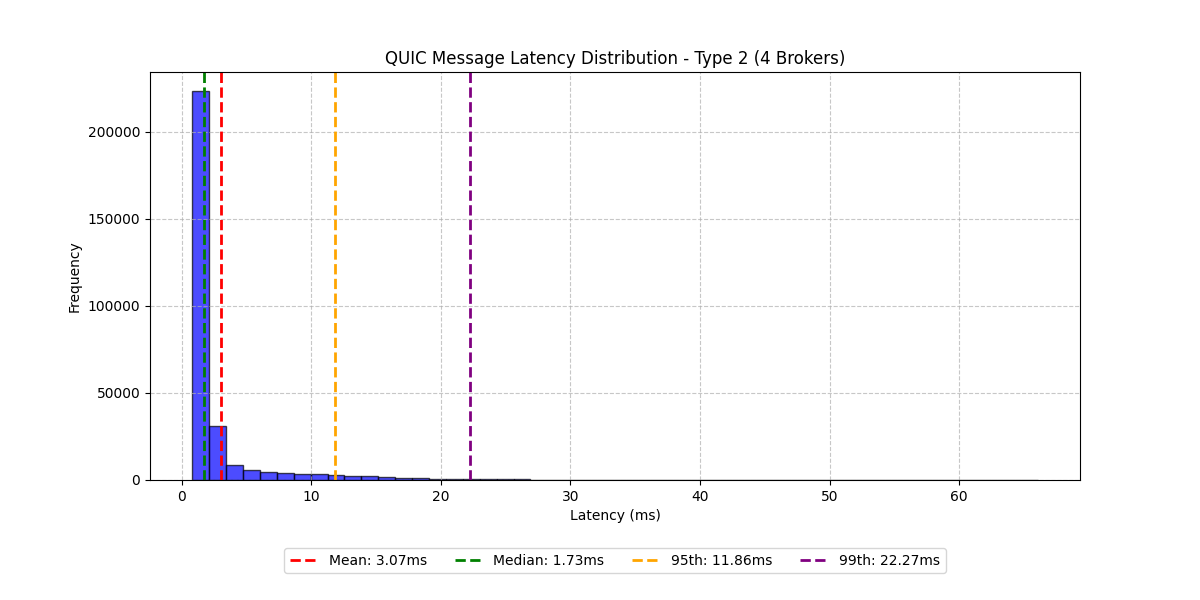 QUIC Message Latency Distribution - Type 2 (4 Brokers)
Frequency
200000
150000
100000
50000
0
0 10 20 30 40 50 60
Latency (ms)
Mean: 3.07ms Median: 1.73ms 95th: 11.86ms 99th: 22.27ms